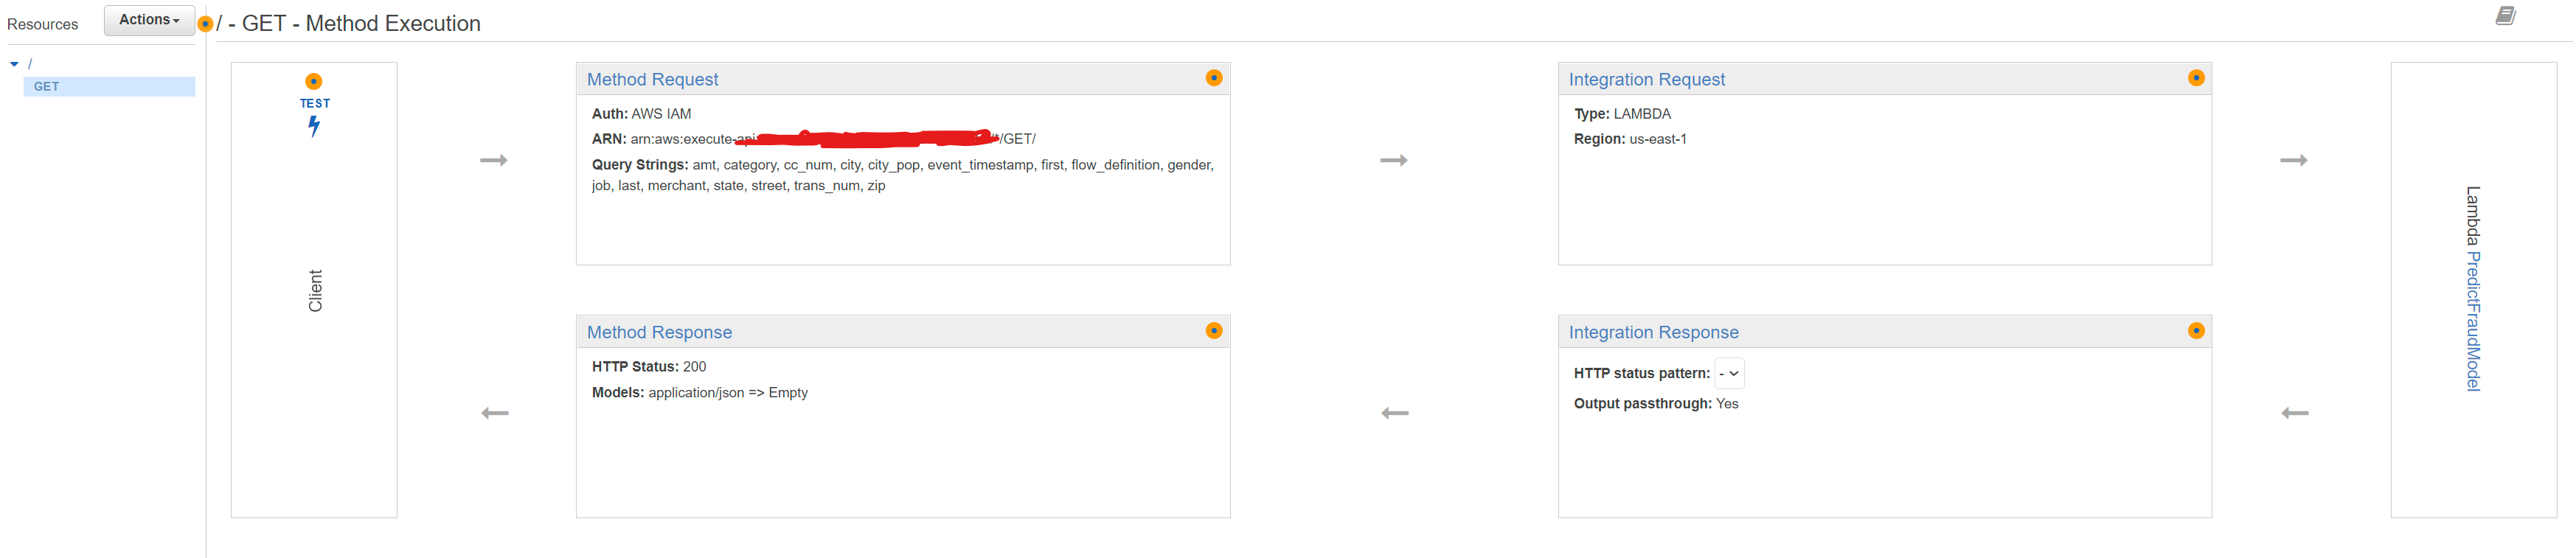 Resources
Actions
/ - GET - Method Execution
/
GET
TEST
Client
Method Request
Auth: AWS IAM
ARN: arn:aws:execute-api /GET/
Query Strings: amt, category, cc_num, city, city_pop, event_timestamp, first, flow_definition, gender,
job, last, merchant, state, street, trans_num, zip
Integration Request
Type: LAMBDA
Region: us-east-1
Lambda PredictFraudModel
Method Response
HTTP Status: 200
Models: application/json => Empty
Integration Response
HTTP status pattern: -
Output passthrough: Yes